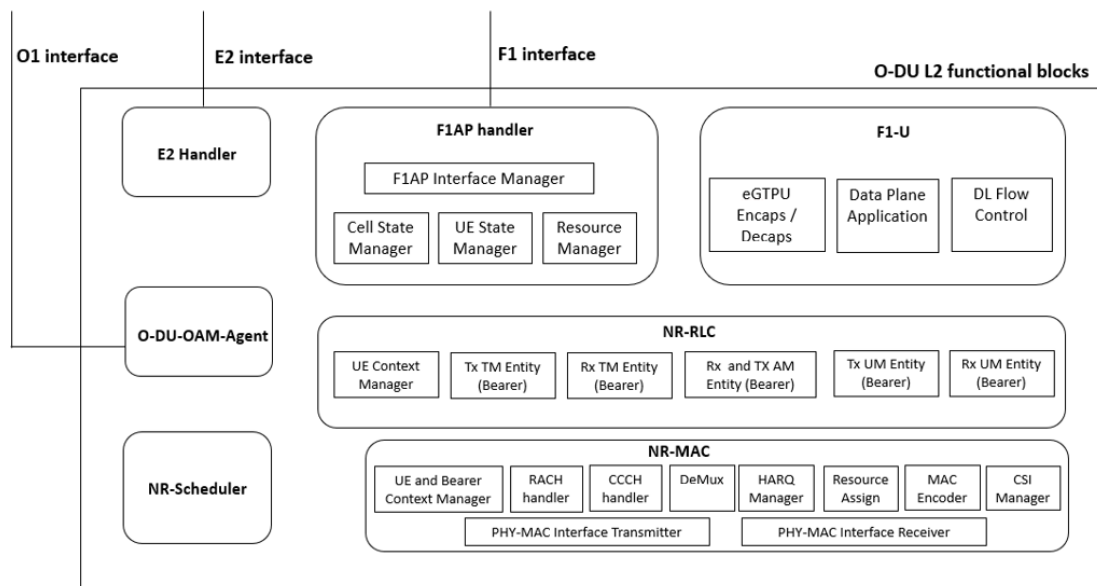 O1 interface
E2 interface
F1 interface
O-DU L2 functional blocks
E2 Handler
F1AP handler
F1AP Interface Manager
Cell State
Manager
UE State
Manager
Resource
Manager
F1-U
eGTPU
Encaps /
Decaps
Data Plane
Application
DL Flow
Control
O-DU-OAM-Agent
NR-RLC
UE Context
Manager
Tx TM Entity
(Bearer)
Rx TM Entity
(Bearer)
Rx and TX AM
Entity (Bearer)
Tx UM Entity
(Bearer)
Rx UM Entity
(Bearer)
NR-Scheduler
NR-MAC
UE and Bearer
Context Manager
RACH
handler
CCCH
handler
DeMux
HARQ
Manager
Resource
Assign
MAC
Encoder
CSI
Manager
PHY-MAC Interface Transmitter
PHY-MAC Interface Receiver